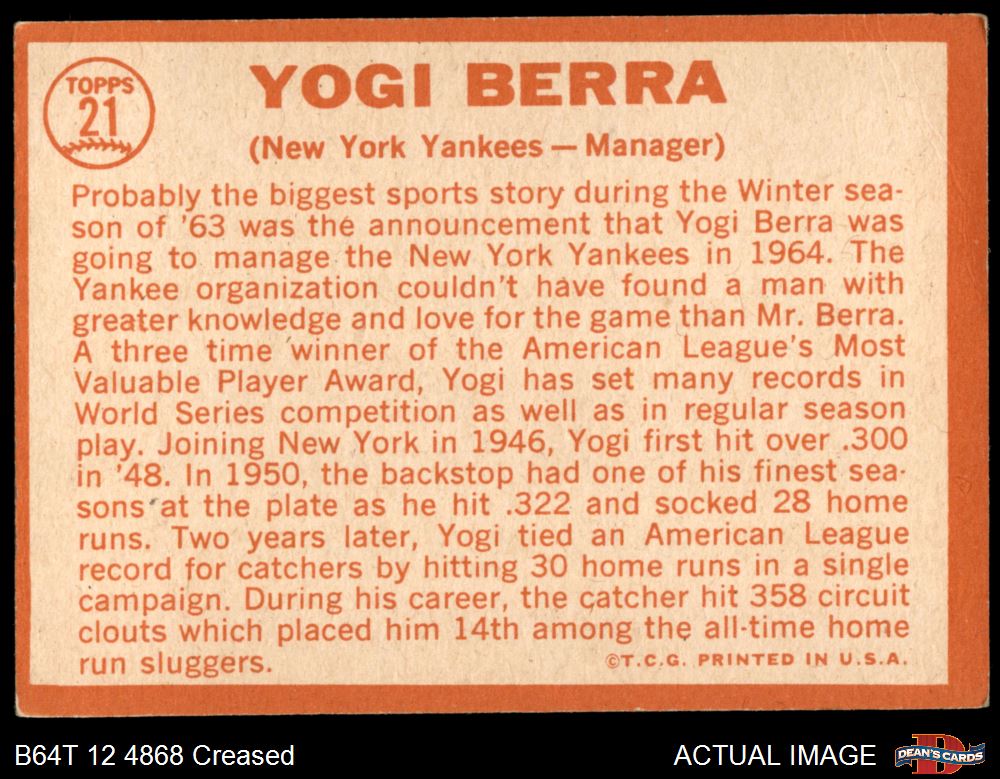 TOPPS
21
YOGI BERRA
(New York Yankees — Manager)
Probably the biggest sports story during the Winter sea-
son of '63 was the announcement that Yogi Berra was
going to manage the New York Yankees in 1964. The
Yankee organization couldn't have found a man with
greater knowledge and love for the game than Mr. Berra.
A three time winner of the American League's Most
Valuable Player Award, Yogi has set many records in
World Series competition as well as in regular season
play. Joining New York in 1946, Yogi first hit over .300
in '48. In 1950, the backstop had one of his finest sea-
sons at the plate as he hit .322 and socked 28 home
runs. Two years later, Yogi tied an American League
record for catchers by hitting 30 home runs in a single
campaign. During his career, the catcher hit 358 circuit
clouts which placed him 14th among the all-time home
run sluggers.
©T.C.G. PRINTED IN U.S.A.
B64T 12 4868 Creased
ACTUAL IMAGE
DEAN'S CARDS